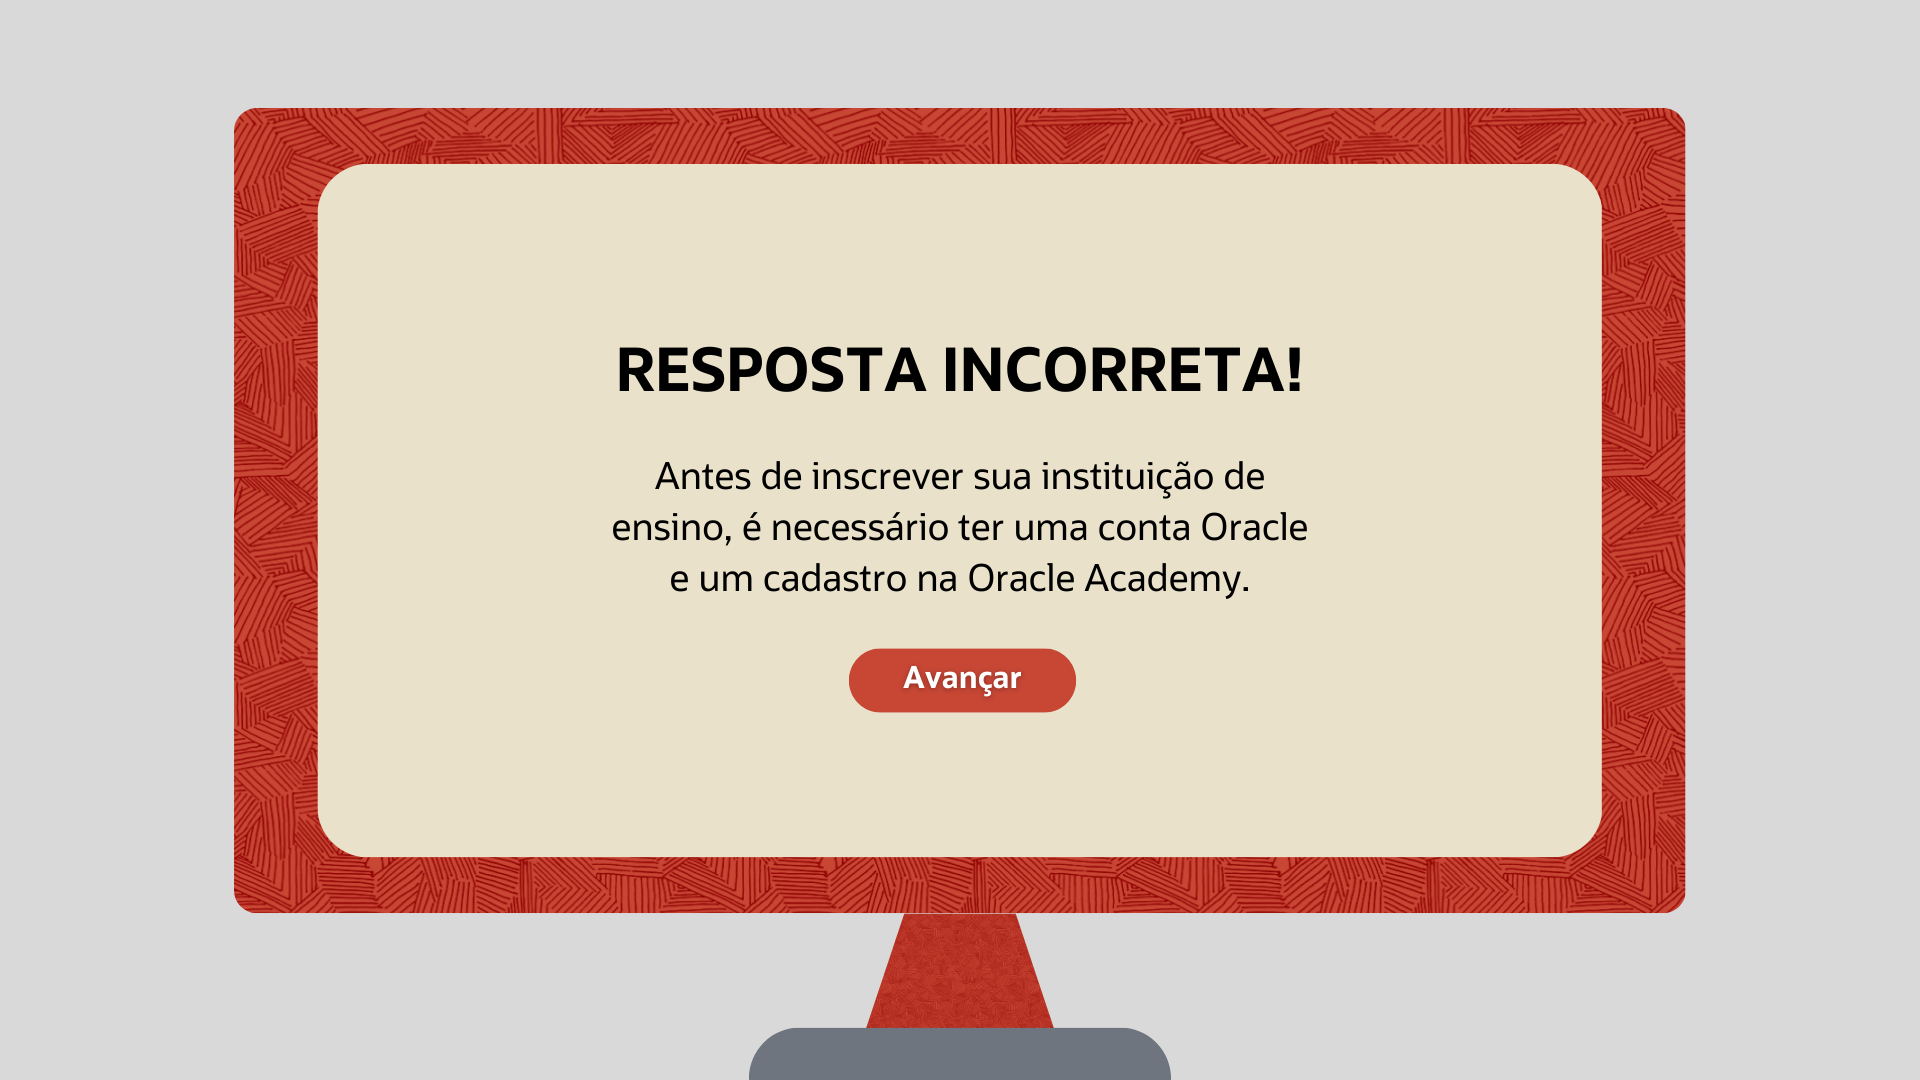 RESPOSTA INCORRETA!
Antes de inscrever sua instituição de
ensino, é necessário ter uma conta Oracle
e um cadastro na Oracle Academy.
Avançar